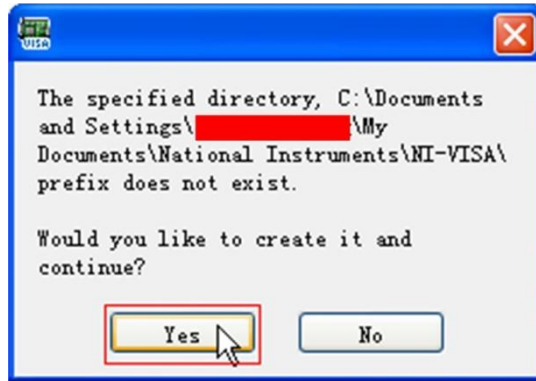 VISA
The specified directory, C:\Documents
and Settings\ \My
Documents\National Instruments\NI-VISA\
prefix does not exist.
Would you like to create it and
continue?
Yes No